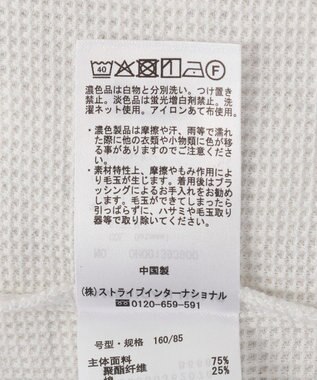 40 F
濃色品は白物と分別洗い。つけ置き
禁止。淡色品は蛍光増白剤禁止。洗
濯ネット使用。アイロンあて布使用。
・濃色製品は摩擦や汗、雨等で濡れ
た際に他の衣類や小物類に色が移
る事がありますのでご注意くださ
い。
・素材特性上、摩擦やもみ作用によ
り毛玉が生じます。着用後はブラ
ッシングによるお手入れをお勧め
します。毛玉ができてしまったら
引っぱらずに、ハサミや毛玉取り
器等で取り除いてください。
中国製
(株)ストライプインターナショナル
0120-659-591
号型・规格 160/85
主体面料 75%
聚酯纤维 25%
棉